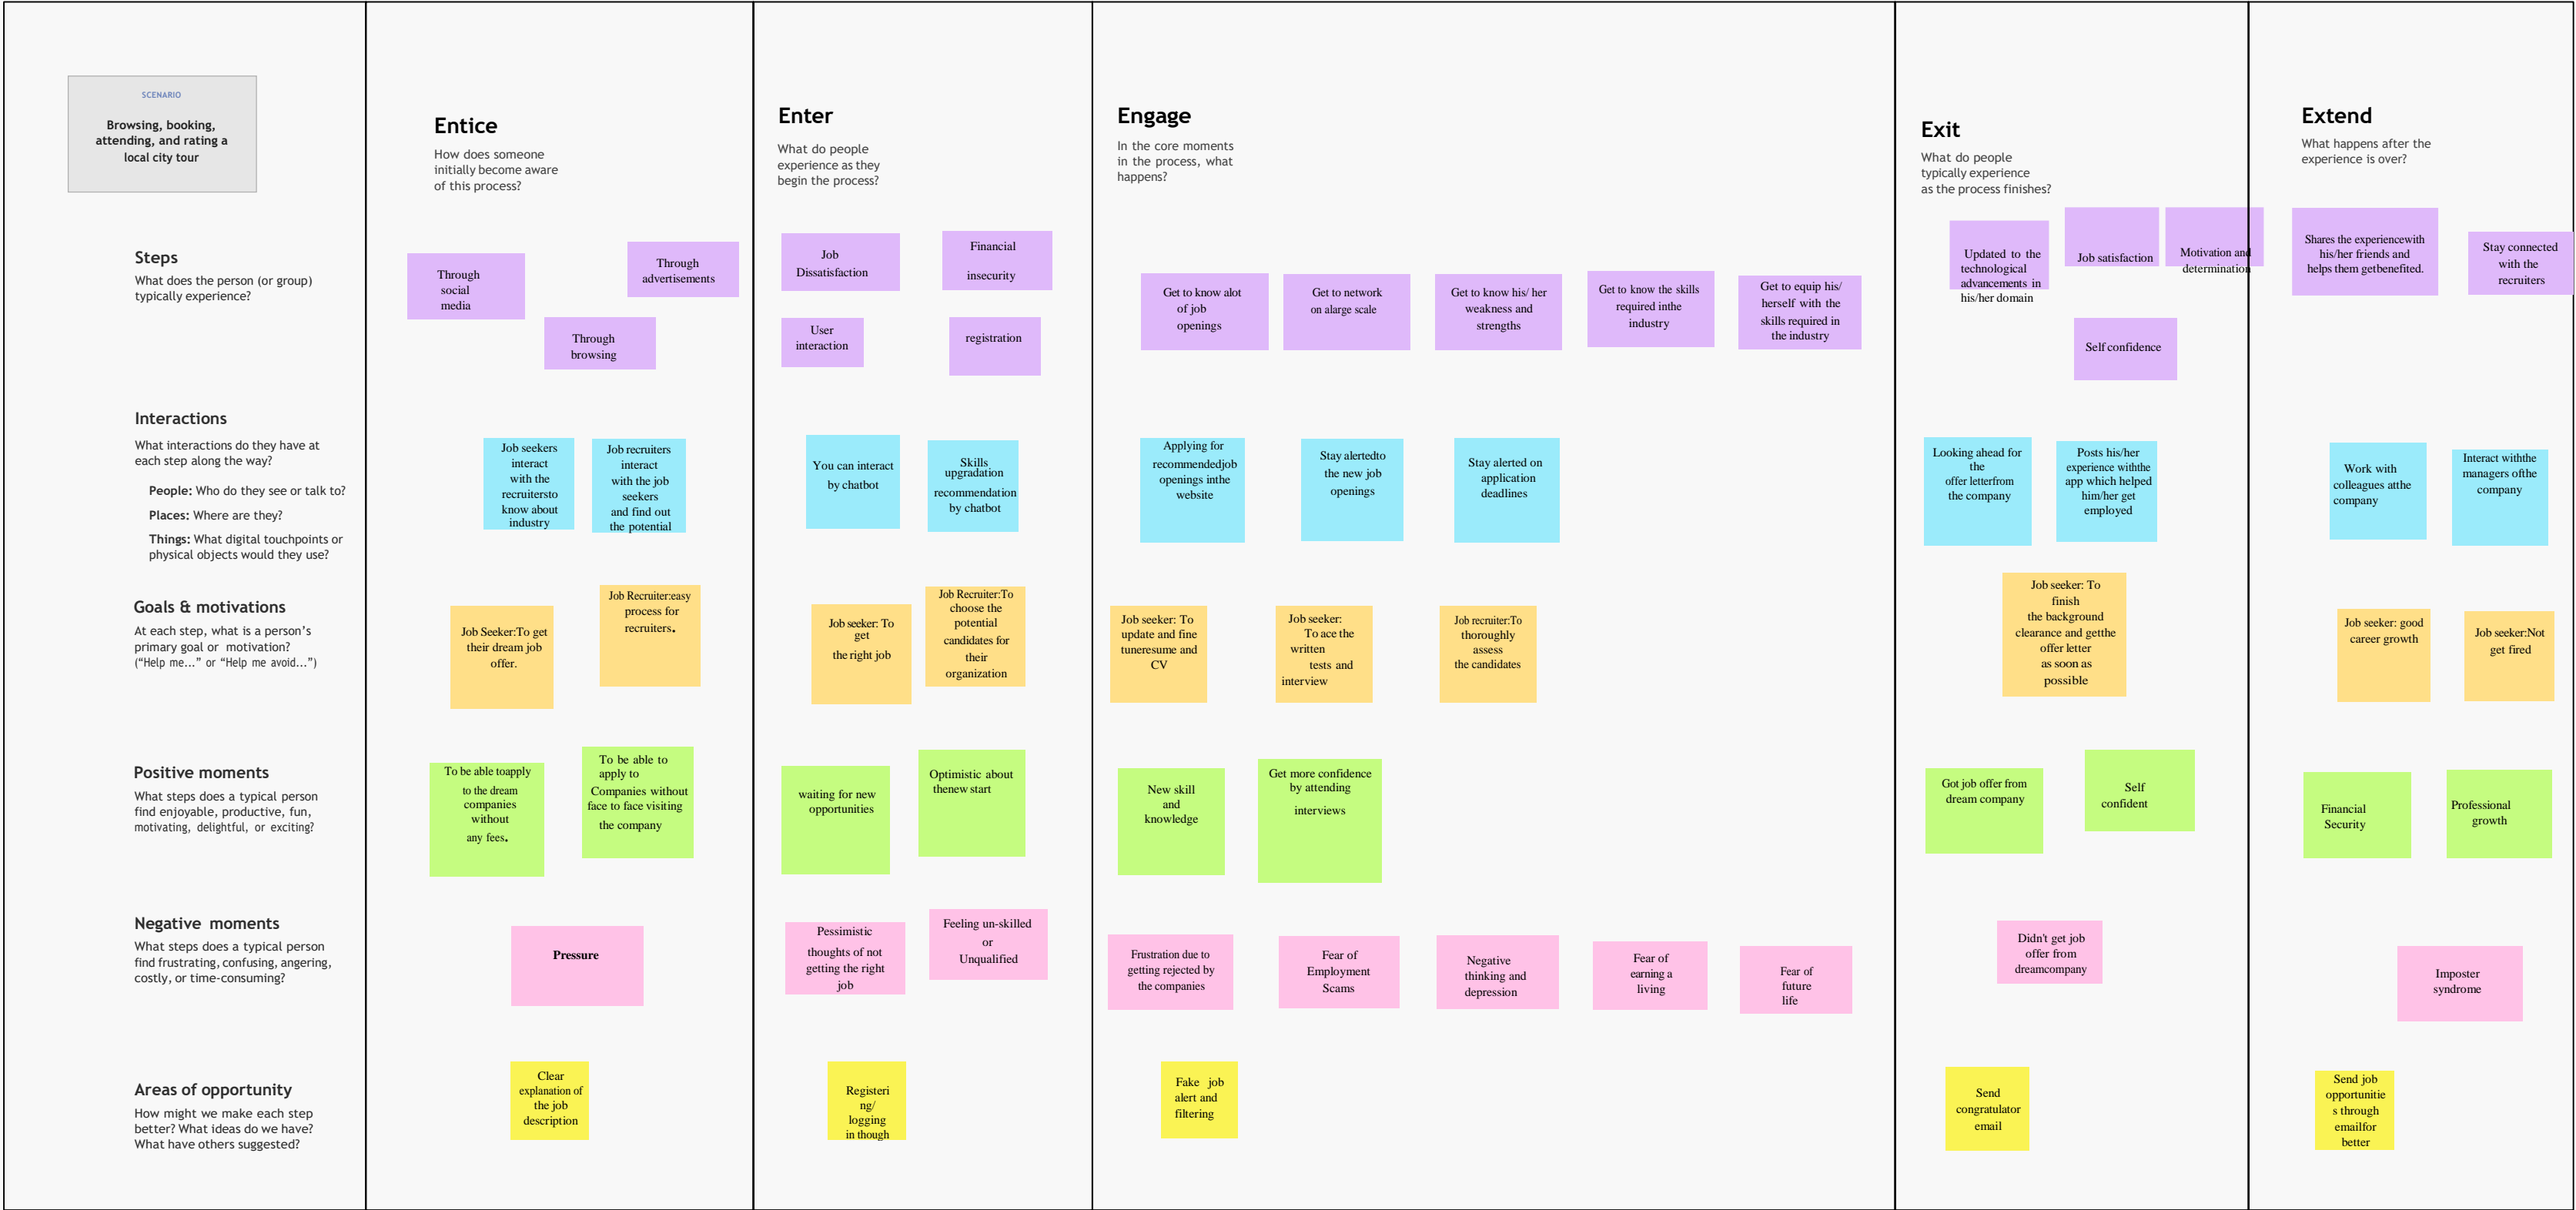 SCENARIO
Browsing, booking,
attending, and rating a
local city tour
Entice
How does someone
initially become aware
of this process?
Enter
What do people
experience as they
begin the process?
Engage
In the core moments
in the process, what
happens?
Exit
What do people
typically experience
as the process finishes?
Extend
What happens after the
experience is over?
Steps
What does the person (or group)
typically experience?
Through
social
media
Through
advertisements
Through
browsing
Job
Dissatisfaction
Financial
insecurity
User
interaction
registration
Get to know alot
of job
openings
Get to network
on alarge scale
Get to know his/ her
weakness and
strengths
Get to know the skills
required inthe
industry
Get to equip his/
herself with the
skills required in
the industry
Updated to the
technological
advancements in
his/her domain
Job satisfaction
Motivation and
determination
Self confidence
Shares the experiencewith
his/her friends and
helps them getbenefited.
Stay connected
with the
recruiters
Interactions
What interactions do they have at
each step along the way?
People: Who do they see or talk to?
Places: Where are they?
Things: What digital touchpoints or
physical objects would they use?
Job seekers
interact
with the
recruitersto
know about
industry
Job recruiters
interact
with the job
seekers
and find out
the potential
You can interact
by chatbot
Skills
upgradation
recommendation
by chatbot
Applying for
recommendedjob
openings inthe
website
Stay alertedto
the new job
openings
Stay alerted on
application
deadlines
Looking ahead for
the
offer letterfrom
the company
Posts his/her
experience withthe
app which helped
him/her get
employed
Work with
colleagues atthe
company
Interact withthe
managers ofthe
company
Goals & motivations
At each step, what is a person's
primary goal or motivation?
(“Help me...” or “Help me avoid...”)
Job Seeker:To get
their dream job
offer.
Job Recruiter:easy
process for
recruiters.
Job seeker: To
get
the right job
Job Recruiter:To
choose the
potential
candidates for
their
organization
Job seeker: To
update and fine
tuneresume and
CV
Job seeker:
To ace the
written
tests and
interview
Job recruiter:To
thoroughly
assess
the candidates
Job seeker: To
finish
the background
clearance and getthe
offer letter
as soon as
possible
Job seeker: good
career growth
Job seeker:Not
get fired
Positive moments
What steps does a typical person
find enjoyable, productive, fun,
motivating, delightful, or exciting?
To be able toapply
to the dream
companies
without
any fees.
To be able to
apply to
Companies without
face to face visiting
the company
waiting for new
opportunities
Optimistic about
thenew start
New skill
and
knowledge
Get more confidence
by attending
interviews
Got job offer from
dream company
Self
confident
Financial
Security
Professional
growth
Negative moments
What steps does a typical person
find frustrating, confusing, angering,
costly, or time-consuming?
Pressure
Pessimistic
thoughts of not
getting the right
job
Feeling un-skilled
or
Unqualified
Frustration due to
getting rejected by
the companies
Fear of
Employment
Scams
Negative
thinking and
depression
Fear of
earning a
living
Fear of
future
life
Didn't get job
offer from
dreamcompany
Imposter
syndrome
Areas of opportunity
How might we make each step
better? What ideas do we have?
What have others suggested?
Clear
explanation of
the job
description
Registeri
ng/
logging
in though
Fake job
alert and
filtering
Send
congratulator
email
Send job
opportunitie
s through
emailfor
better